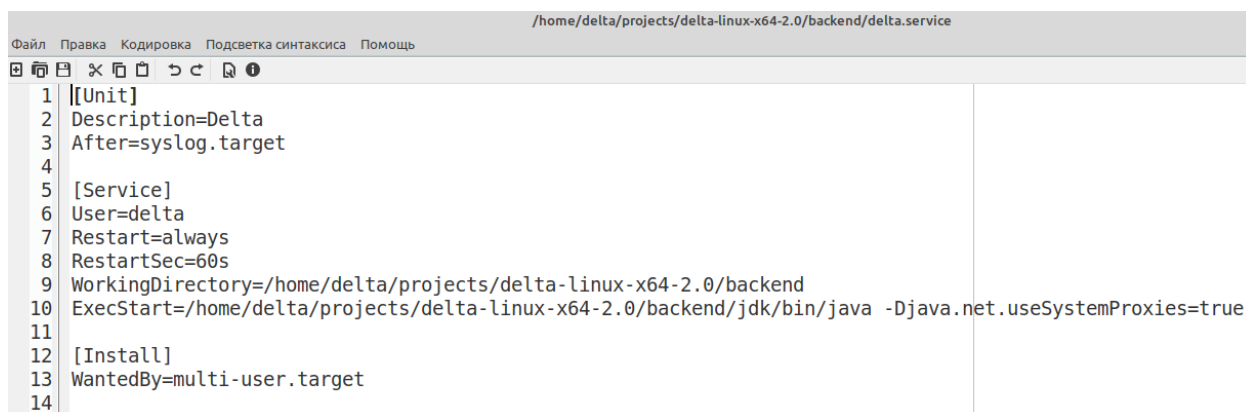 /home/delta/projects/delta-linux-x64-2.0/backend/delta.service
Файл Правка Кодировка Подсветка синтаксиса Помощь
1 [Unit]
2 Description=Delta
3 After=syslog.target
4
5 [Service]
6 User=delta
7 Restart=always
8 RestartSec=60s
9 WorkingDirectory=/home/delta/projects/delta-linux-x64-2.0/backend
10 ExecStart=/home/delta/projects/delta-linux-x64-2.0/backend/jdk/bin/java -Djava.net.useSystemProxies=true
11
12 [Install]
13 WantedBy=multi-user.target
14